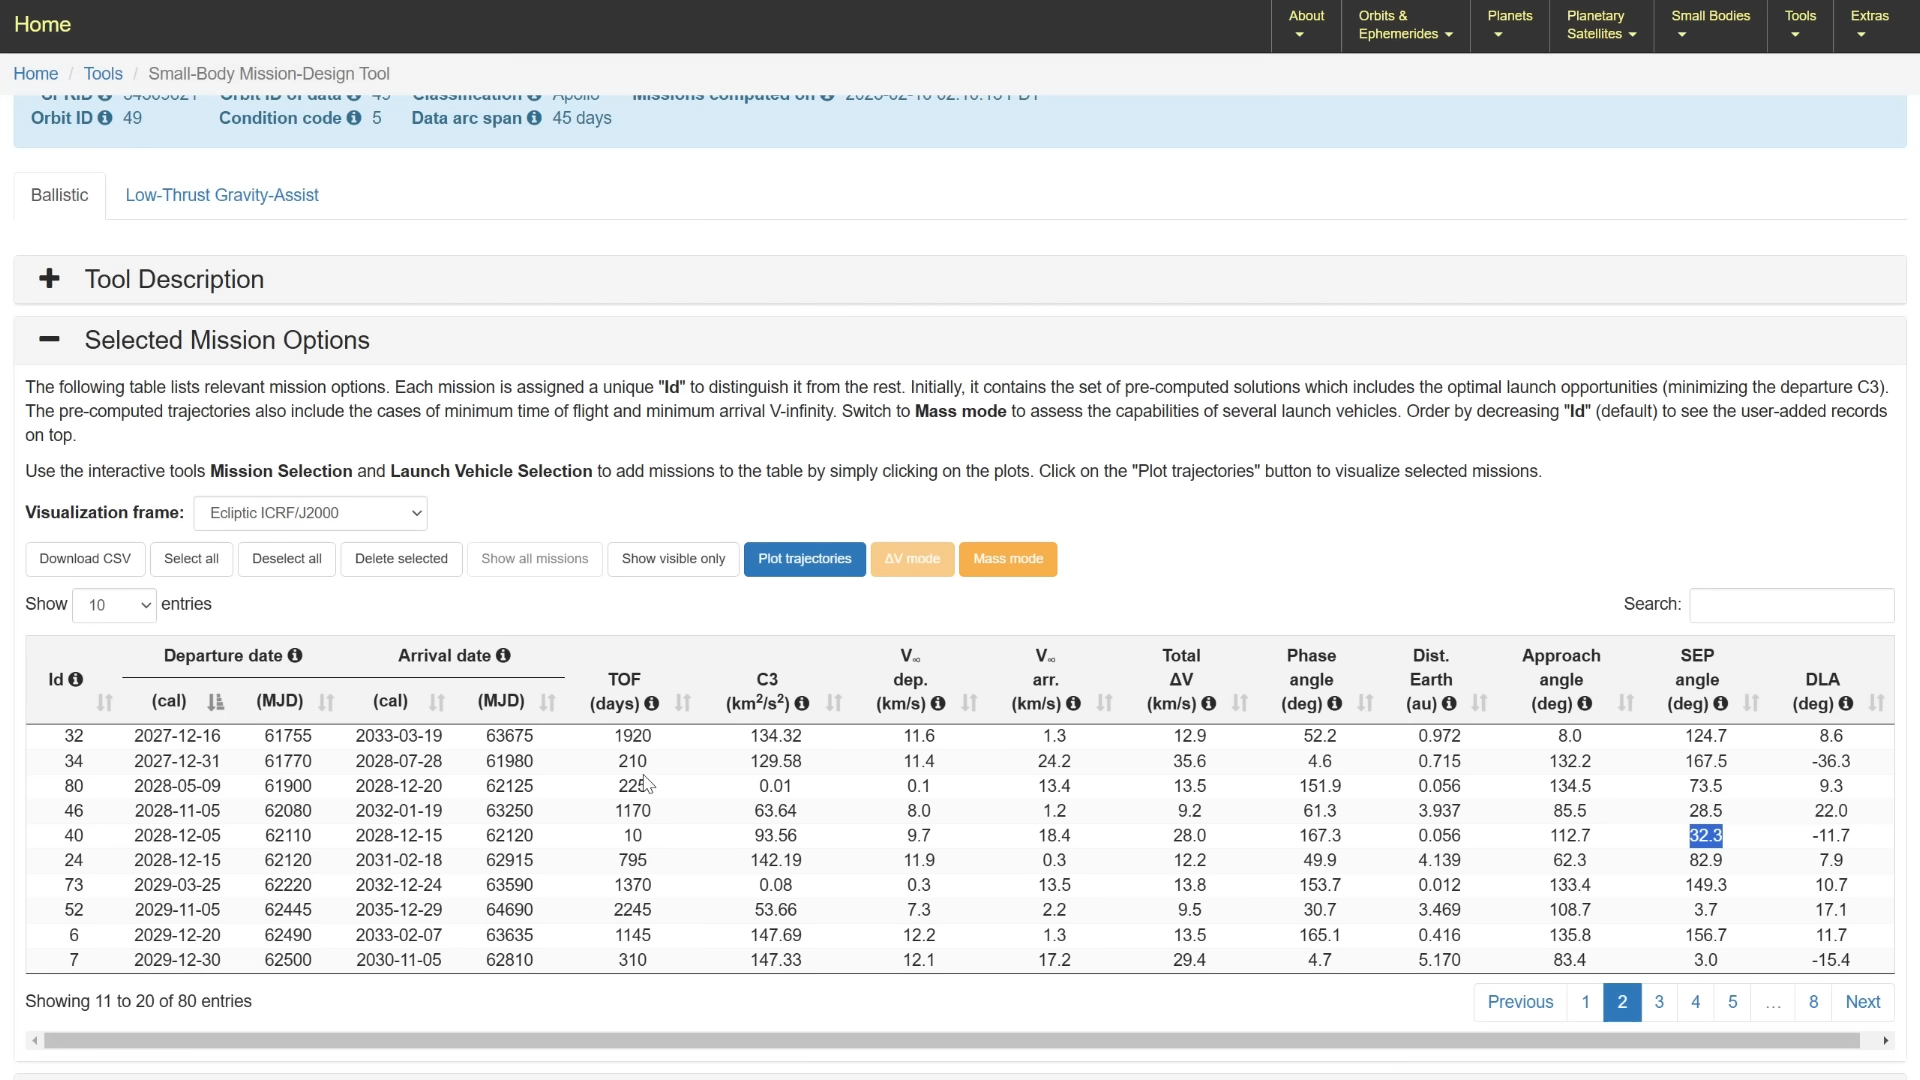 Home
About
Orbits & Ephemerides
Planets
Planetary Satellites
Small Bodies
Tools
Extras
Home / Tools / Small-Body Mission-Design Tool
Orbit ID 49 Condition code 5 Data arc span 45 days
Ballistic
Low-Thrust Gravity-Assist
Tool Description
Selected Mission Options
The following table lists relevant mission options. Each mission is assigned a unique "Id" to distinguish it from the rest. Initially, it contains the set of pre-computed solutions which includes the optimal launch opportunities (minimizing the departure C3).
The pre-computed trajectories also include the cases of minimum time of flight and minimum arrival V-infinity. Switch to Mass mode to assess the capabilities of several launch vehicles. Order by decreasing "Id" (default) to see the user-added records
on top.
Use the interactive tools Mission Selection and Launch Vehicle Selection to add missions to the table by simply clicking on the plots. Click on the "Plot trajectories" button to visualize selected missions.
Visualization frame: Ecliptic ICRF/J2000
Download CSV Select all Deselect all Delete selected Show all missions Show visible only Plot trajectories ΔV mode Mass mode
Show 10 entries
Search:
Id
Departure date
(cal) (MJD)
Arrival date
(cal) (MJD)
TOF
(days)
C3
(km²/s²)
V∞
dep.
(km/s)
V∞
arr.
(km/s)
Total
ΔV
(km/s)
Phase
angle
(deg)
Dist.
Earth
(au)
Approach
angle
(deg)
SEP
angle
(deg)
DLA
(deg)
32 2027-12-16 61755 2033-03-19 63675 1920 134.32 11.6 1.3 12.9 52.2 0.972 8.0 124.7 8.6
34 2027-12-31 61770 2028-07-28 61980 210 129.58 11.4 24.2 35.6 4.6 0.715 132.2 167.5 -36.3
80 2028-05-09 61900 2028-12-20 62125 225 0.01 0.1 13.4 13.5 151.9 0.056 134.5 73.5 9.3
46 2028-11-05 62080 2032-01-19 63250 1170 63.64 8.0 1.2 9.2 61.3 3.937 85.5 28.5 22.0
40 2028-12-05 62110 2028-12-15 62120 10 93.56 9.7 18.4 28.0 167.3 0.056 112.7 32.3 -11.7
24 2028-12-15 62120 2031-02-18 62915 795 142.19 11.9 0.3 12.2 49.9 4.139 62.3 82.9 7.9
73 2029-03-25 62220 2032-12-24 63590 1370 0.08 0.3 13.5 13.8 153.7 0.012 133.4 149.3 10.7
52 2029-11-05 62445 2035-12-29 64690 2245 53.66 7.3 2.2 9.5 30.7 3.469 108.7 3.7 17.1
6 2029-12-20 62490 2033-02-07 63635 1145 147.69 12.2 1.3 13.5 165.1 0.416 135.8 156.7 11.7
7 2029-12-30 62500 2030-11-05 62810 310 147.33 12.1 17.2 29.4 4.7 5.170 83.4 3.0 -15.4
Showing 11 to 20 of 80 entries
Previous 1 2 3 4 5 … 8 Next